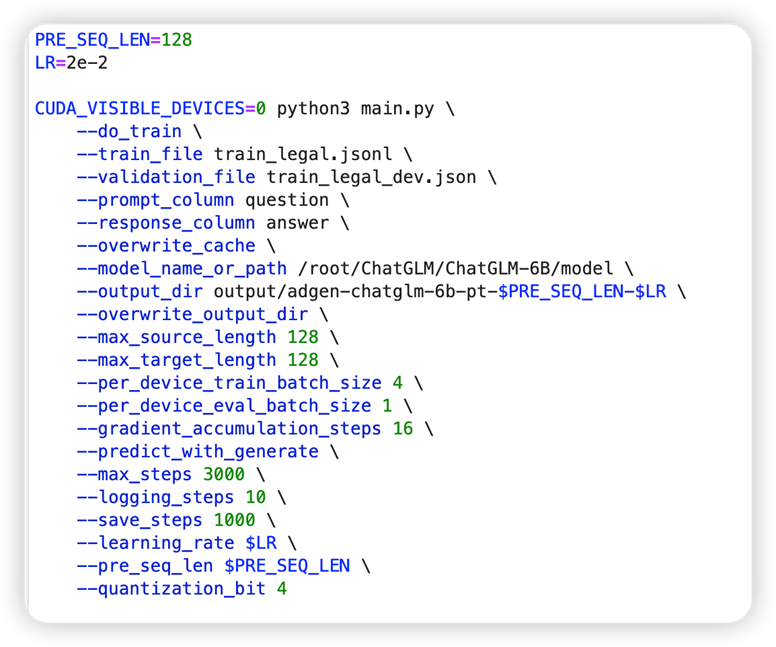 PRE_SEQ_LEN=128
LR=2e-2

CUDA_VISIBLE_DEVICES=0 python3 main.py \
    --do_train \
    --train_file train_legal.jsonl \
    --validation_file train_legal_dev.json \
    --prompt_column question \
    --response_column answer \
    --overwrite_cache \
    --model_name_or_path /root/ChatGLM/ChatGLM-6B/model \
    --output_dir output/adgen-chatglm-6b-pt-$PRE_SEQ_LEN-$LR \
    --overwrite_output_dir \
    --max_source_length 128 \
    --max_target_length 128 \
    --per_device_train_batch_size 4 \
    --per_device_eval_batch_size 1 \
    --gradient_accumulation_steps 16 \
    --predict_with_generate \
    --max_steps 3000 \
    --logging_steps 10 \
    --save_steps 1000 \
    --learning_rate $LR \
    --pre_seq_len $PRE_SEQ_LEN \
    --quantization_bit 4